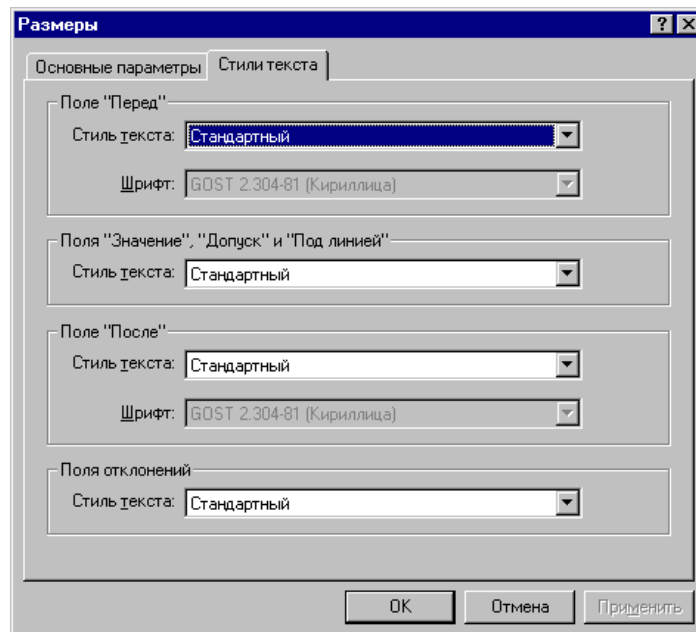 Размеры
Основные параметры Стили текста
Поле "Перед"
Стиль текста: Стандартный
Шрифт: GOST 2.304-81 (Кириллица)
Поля "Значение", "Допуск" и "Под линией"
Стиль текста: Стандартный
Поле "После"
Стиль текста: Стандартный
Шрифт: GOST 2.304-81 (Кириллица)
Поля отклонений
Стиль текста: Стандартный
OK Отмена Применить